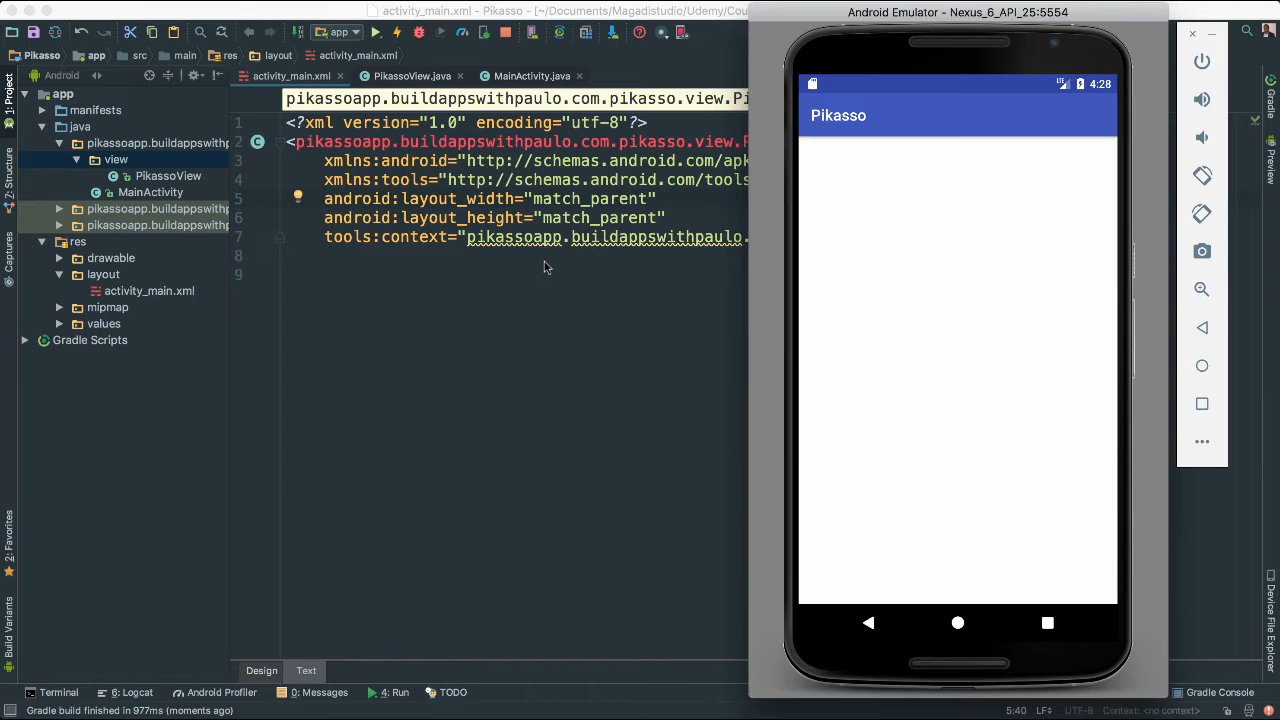 activity_main.xml - Pikasso - [~/Documents/Magadistudio/Udemy/Cou
Android Emulator - Nexus_6_API_25:5554
app
Pikasso app src main res layout activity_main.xml
Android
activity_main.xml PikassoView.java MainActivity.java
app
manifests
java
pikassoapp.buildappswithp
view
PikassoView
MainActivity
pikassoapp.buildappswithp
pikassoapp.buildappswithp
res
drawable
layout
activity_main.xml
mipmap
values
Gradle Scripts
1: Project
Z: Structure
Captures
2: Favorites
Build Variants
pikassoapp.buildappswithpaulo.com.pikasso.view.Pi
1 <?xml version="1.0" encoding="utf-8"?>
2 <pikassoapp.buildappswithpaulo.com.pikasso.view.P
3 xmlns:android="http://schemas.android.com/apk
4 xmlns:tools="http://schemas.android.com/tools
5 android:layout_width="match_parent"
6 android:layout_height="match_parent"
7 tools:context="pikassoapp.buildappswithpaulo.
8
9
LTE 4:28
Pikasso
Gradle
Device File Explorer
Design Text
Terminal 6: Logcat Android Profiler 0: Messages 4: Run TODO
Gradle Console
Gradle build finished in 977ms (moments ago)
5:40 LF UTF-8 Context: <no context>